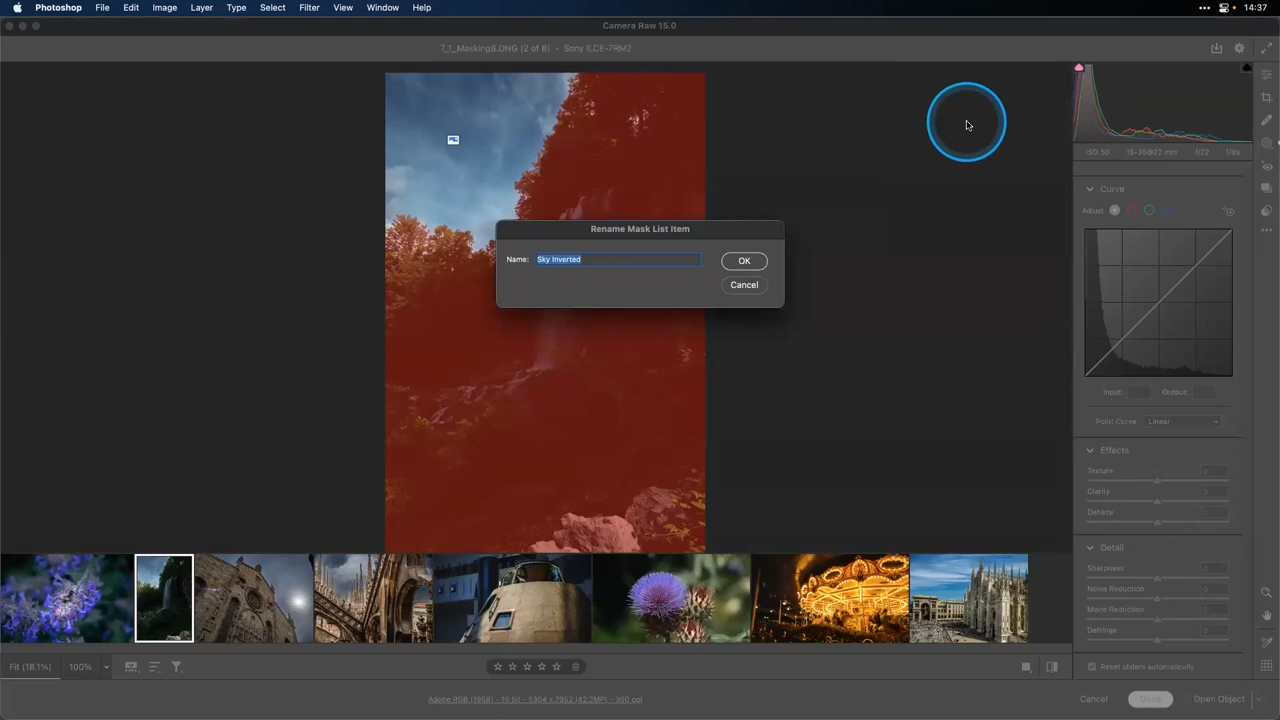 Photoshop File Edit Image Layer Type Select Filter View Window Help 14:37
Camera Raw 15.0
7_1_MaskingB.DNG (2 of 8) - Sony ILCE-7RM2
ISO 50 16-35@22 mm f/22 1/6s
Curve
Adjust
Rename Mask List Item
Name: Sky Inverted OK
Cancel
Input: Output:
Point Curve Linear
Effects
Texture 0
Clarity 0
Dehaze
Detail
Sharpness
Noise Reduction
Moire Reduction
Defringe
Fit (18.1%) 100%
Reset sliders automatically
Adobe RGB (1998) - 16 bit - 5304 x 7952 (42.2MP) - 300 ppi
Cancel Done Open Object